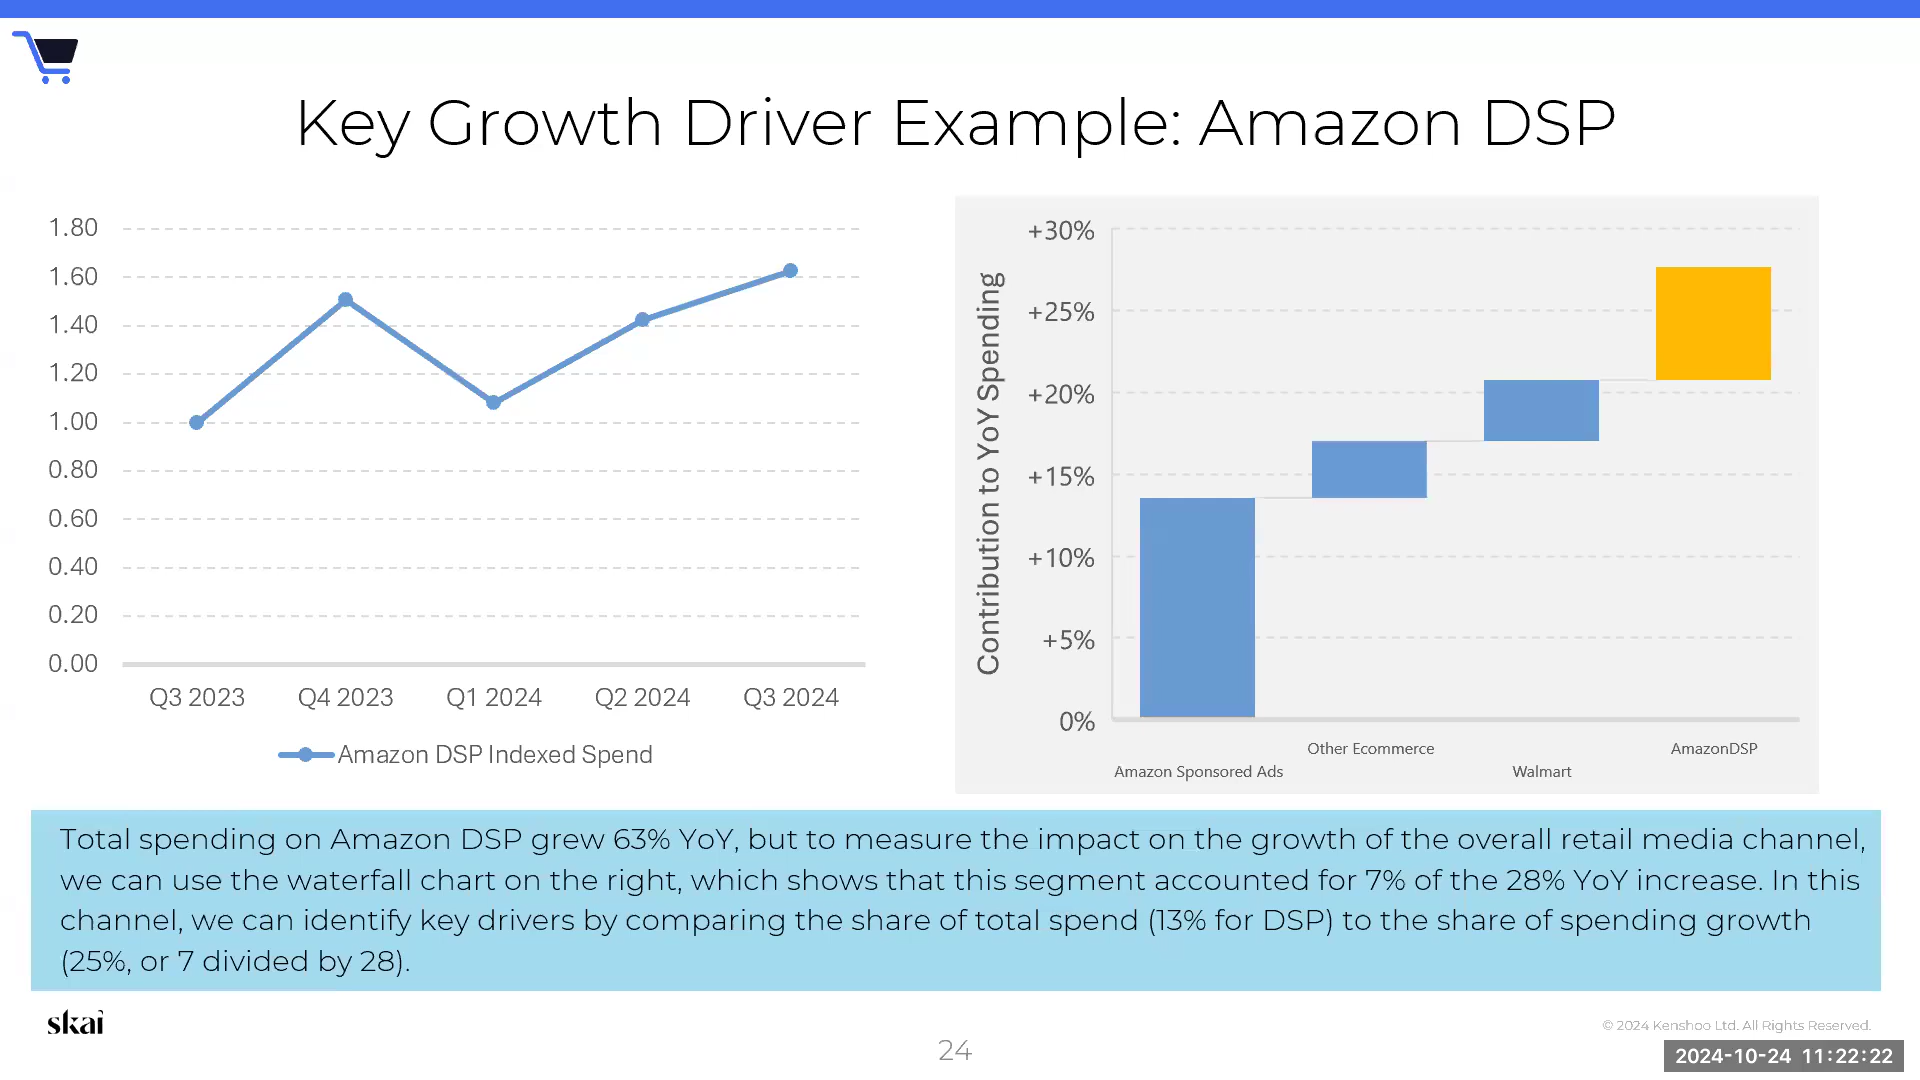 Key Growth Driver Example: Amazon DSP
1.80
1.60
1.40
1.20
1.00
0.80
0.60
0.40
0.20
0.00
Q3 2023
Q4 2023
Q1 2024
Q2 2024
Q3 2024
Amazon DSP Indexed Spend
Contribution to YoY Spending
+30%
+25%
+20%
+15%
+10%
+5%
0%
Amazon Sponsored Ads
Other Ecommerce
Walmart
AmazonDSP
Total spending on Amazon DSP grew 63% YoY, but to measure the impact on the growth of the overall retail media channel,
we can use the waterfall chart on the right, which shows that this segment accounted for 7% of the 28% YoY increase. In this
channel, we can identify key drivers by comparing the share of total spend (13% for DSP) to the share of spending growth
(25%, or 7 divided by 28).
skai
24
© 2024 Kenshoo Ltd. All Rights Reserved.
2024-10-24 11:22:22